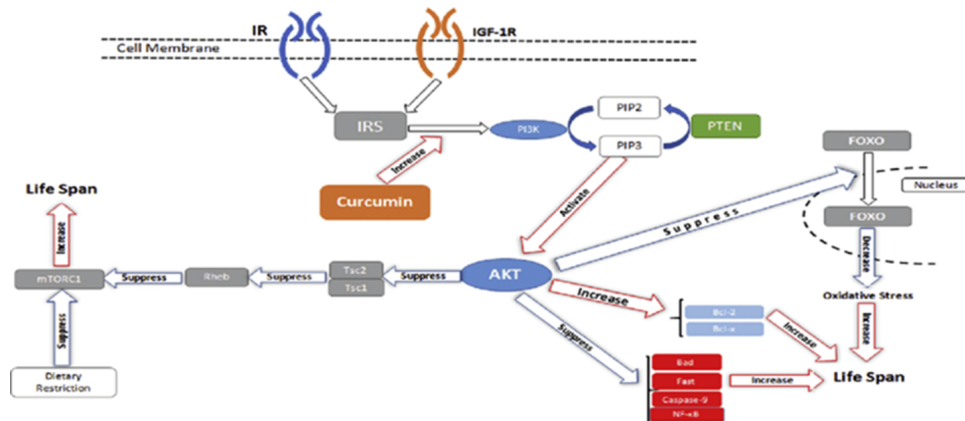 IR
IGF-1R
Cell Membrane
IRS
PI3K
PIP2
PIP3
PTEN
FOXO
Nucleus
FOXO
Increase
Curcumin
Activate
Suppress
Decrease
Life Span
Increase
mTORC1
Suppress
Rheb
Suppress
Tsc2
Tsc1
Suppress
AKT
Increase
Bcl-2
Bcl-x
Increase
Oxidative Stress
Increase
Suppress
Dietary
Restriction
Suppress
Bad
Fast
Caspase-9
NF-κB
Increase
Life Span